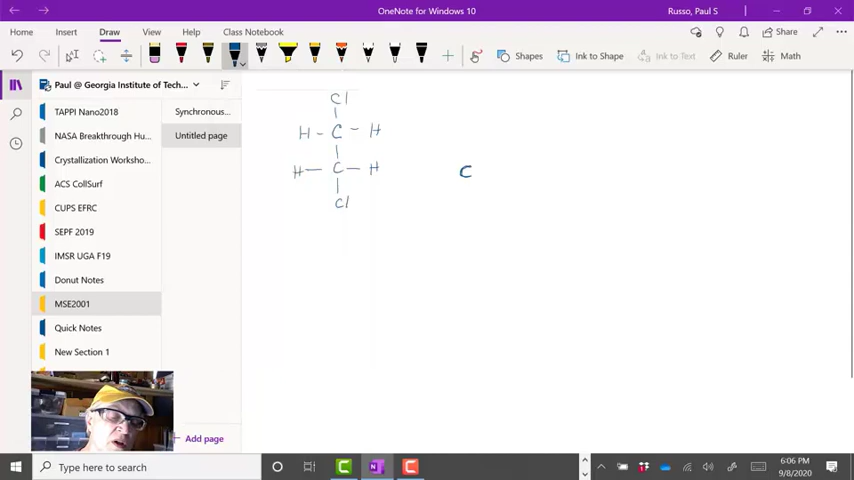 OneNote for Windows 10
Russo, Paul S
Home Insert Draw View Help Class Notebook Share
Shapes Ink to Shape Ink to Text Ruler Math
Paul @ Georgia Institute of Tech...
TAPPI Nano2018 Synchronous...
NASA Breakthrough Hu... Untitled page
Crystallization Worksho...
ACS CollSurf
CUPS EFRC
SEPF 2019
IMSR UGA F19
Donut Notes
MSE2001
Quick Notes
New Section 1
Add page
Cl
H - C - H
H - C - H
Cl
C
Type here to search
6:06 PM
9/8/2020